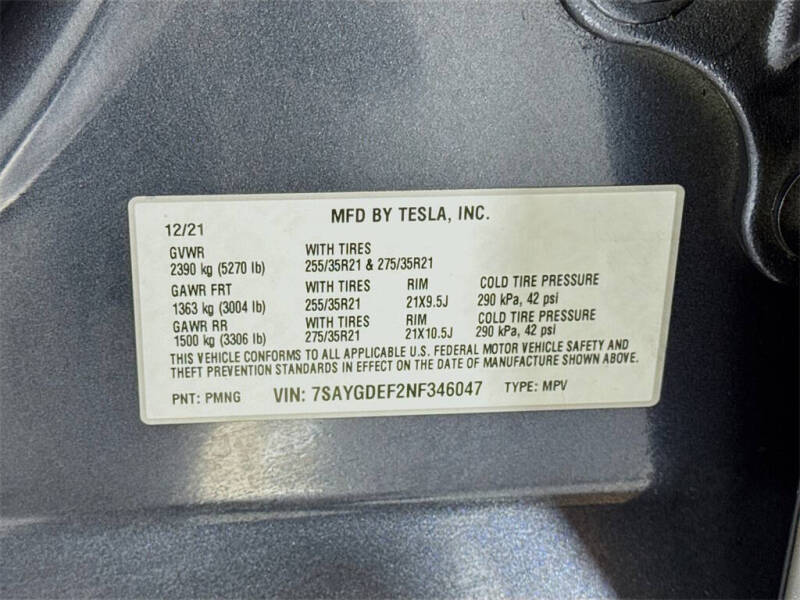 MFD BY TESLA, INC.
12/21
GVWR WITH TIRES
2390 kg (5270 lb) 255/35R21 & 275/35R21
GAWR FRT WITH TIRES RIM COLD TIRE PRESSURE
1363 kg (3004 lb) 255/35R21 21X9.5J 290 kPa, 42 psi
GAWR RR WITH TIRES RIM COLD TIRE PRESSURE
1500 kg (3306 lb) 275/35R21 21X10.5J 290 kPa, 42 psi
THIS VEHICLE CONFORMS TO ALL APPLICABLE U.S. FEDERAL MOTOR VEHICLE SAFETY AND
THEFT PREVENTION STANDARDS IN EFFECT ON THE DATE OF MANUFACTURE SHOWN ABOVE.
PNT: PMNG VIN: 7SAYGDEF2NF346047 TYPE: MPV